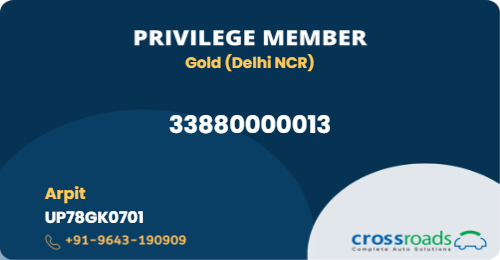 PRIVILEGE MEMBER
Gold (Delhi NCR)
33880000013
Arpit
UP78GK0701
+91-9643-190909
crossroads
Complete Auto Solutions